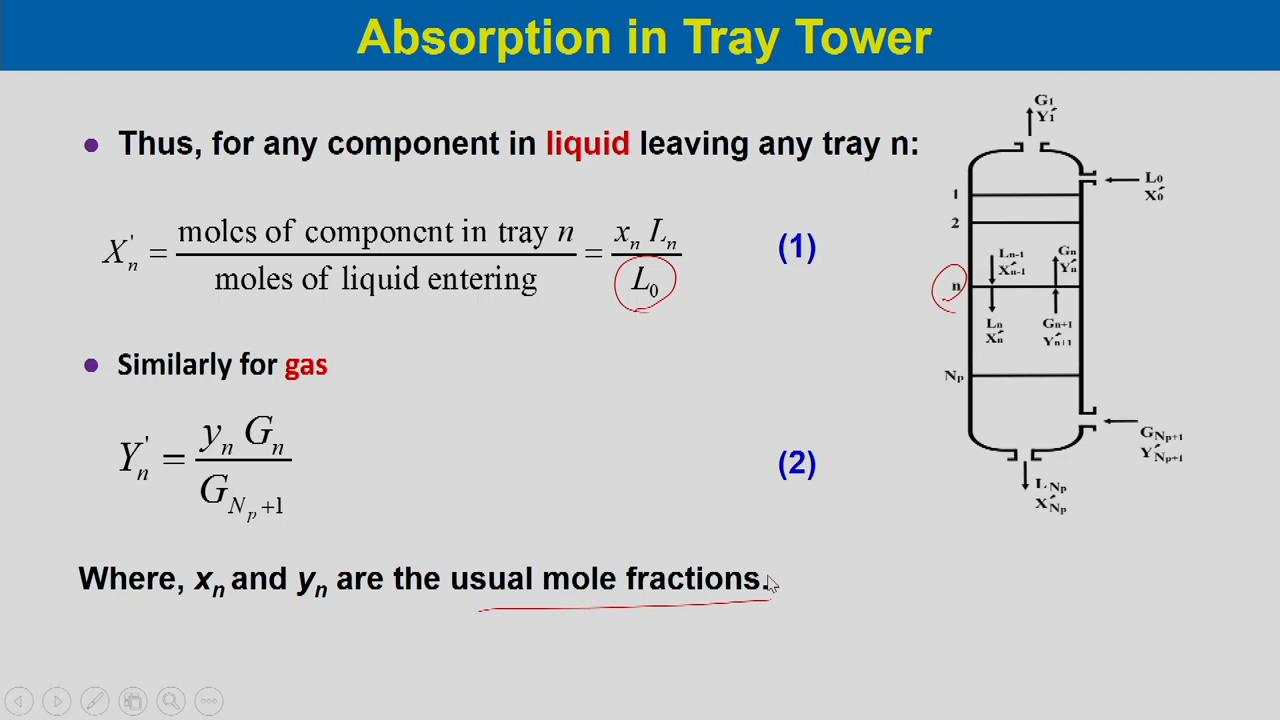 Absorption in Tray Tower
• Thus, for any component in liquid leaving any tray n:
X'n = moles of component in tray n / moles of liquid entering = xn Ln / L0 (1)
• Similarly for gas
Y'n = yn Gn / GNp+1 (2)
Where, xn and yn are the usual mole fractions.
G1
Y'1
L0
X'0
1
2
Ln-1
X'n-1
Gn
Y'n
n
Ln
X'n
Gn+1
Y'n+1
Np
GNp+1
Y'Np+1
LNp
X'Np